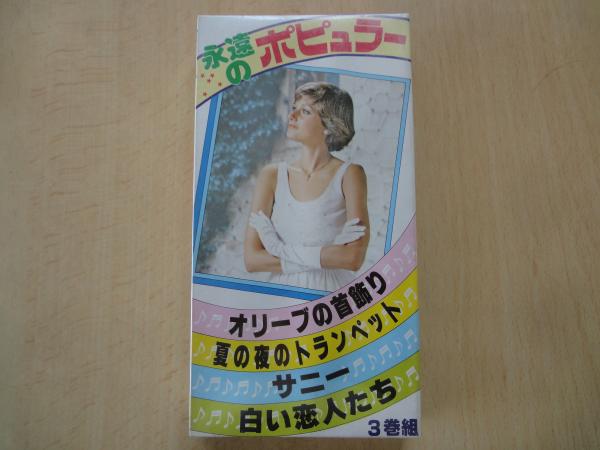 永遠の
ポピュラー
オリーブの首飾り
夏の夜のトランペット
サニー
白い恋人たち
3巻組